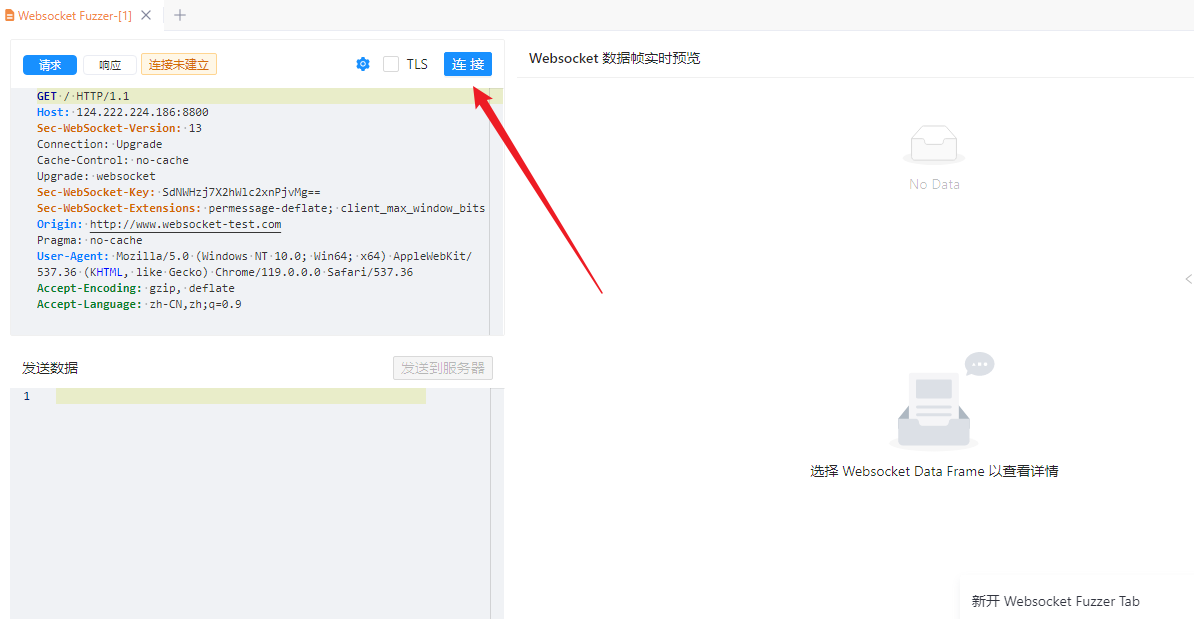 Websocket Fuzzer-[1]
请求 响应 连接未建立 TLS 连接
Websocket 数据帧实时预览
GET / HTTP/1.1
Host: 124.222.224.186:8800
Sec-WebSocket-Version: 13
Connection: Upgrade
Cache-Control: no-cache
Upgrade: websocket
Sec-WebSocket-Key: SdNWHzj7X2hWlc2xnPjvMg==
Sec-WebSocket-Extensions: permessage-deflate; client_max_window_bits
Origin: http://www.websocket-test.com
Pragma: no-cache
User-Agent: Mozilla/5.0 (Windows NT 10.0; Win64; x64) AppleWebKit/
537.36 (KHTML, like Gecko) Chrome/119.0.0.0 Safari/537.36
Accept-Encoding: gzip, deflate
Accept-Language: zh-CN,zh;q=0.9
No Data
发送数据 发送到服务器
1
选择 Websocket Data Frame 以查看详情
新开 Websocket Fuzzer Tab